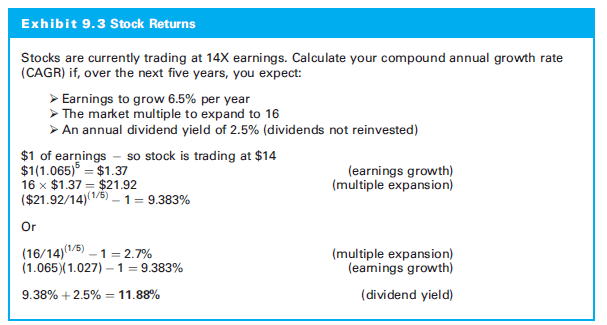 Exhibit 9.3 Stock Returns
Stocks are currently trading at 14X earnings. Calculate your compound annual growth rate
(CAGR) if, over the next five years, you expect:
➤ Earnings to grow 6.5% per year
➤ The market multiple to expand to 16
➤ An annual dividend yield of 2.5% (dividends not reinvested)
$1 of earnings – so stock is trading at $14
$1(1.065)^5 = $1.37 (earnings growth)
16 × $1.37 = $21.92 (multiple expansion)
($21.92/14)^(1/5) – 1 = 9.383%
Or
(16/14)^(1/5) – 1 = 2.7% (multiple expansion)
(1.065)(1.027) – 1 = 9.383% (earnings growth)
9.38% + 2.5% = 11.88% (dividend yield)